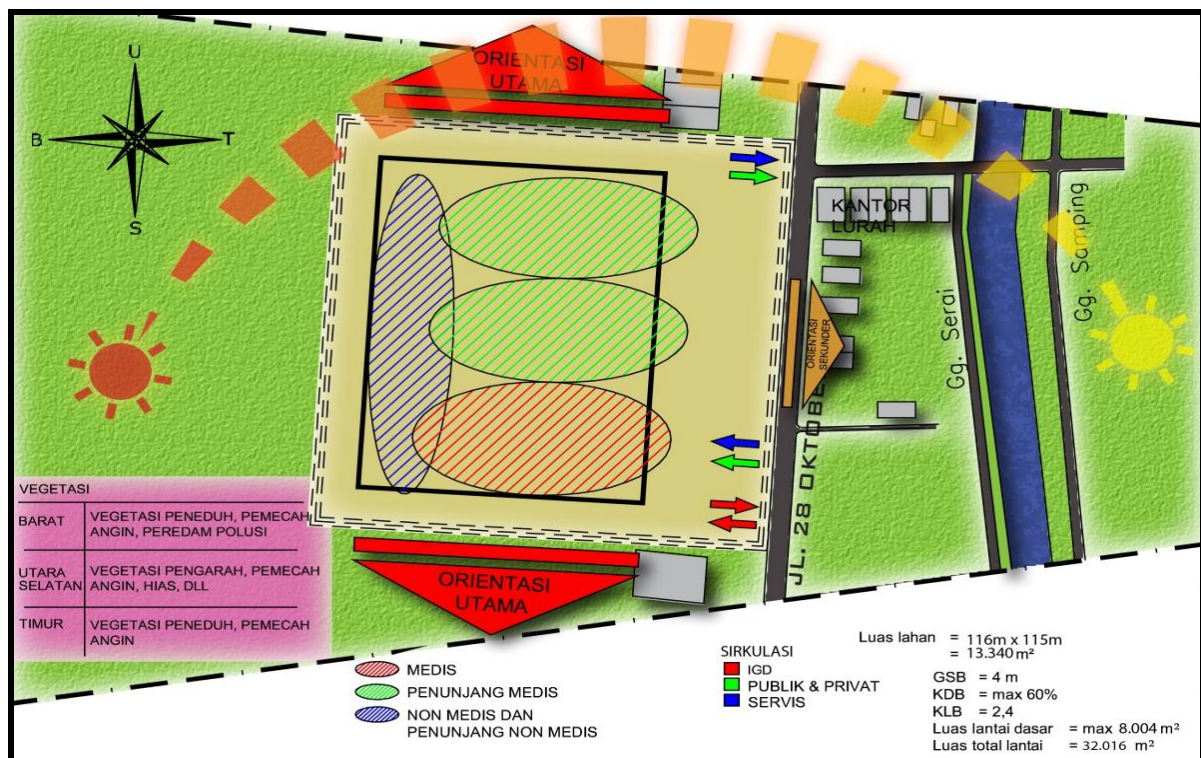 U
B
T
S
ORIENTASI
UTAMA
KANTOR
LURAH
Gg. Serai
Gg. Samping
ORIENTASI
SEKUNDER
JL. 28 OKTOBE
ORIENTASI
UTAMA
VEGETASI
BARAT
VEGETASI PENEDUH, PEMECAH
ANGIN, PEREDAM POLUSI
UTARA
SELATAN
VEGETASI PENGARAH, PEMECAH
ANGIN, HIAS, DLL
TIMUR
VEGETASI PENEDUH, PEMECAH
ANGIN
MEDIS
PENUNJANG MEDIS
NON MEDIS DAN
PENUNJANG NON MEDIS
SIRKULASI
IGD
PUBLIK & PRIVAT
SERVIS
Luas lahan = 116m x 115m
= 13.340 m²
GSB = 4 m
KDB = max 60%
KLB = 2,4
Luas lantai dasar = max 8.004 m²
Luas total lantai = 32.016 m²